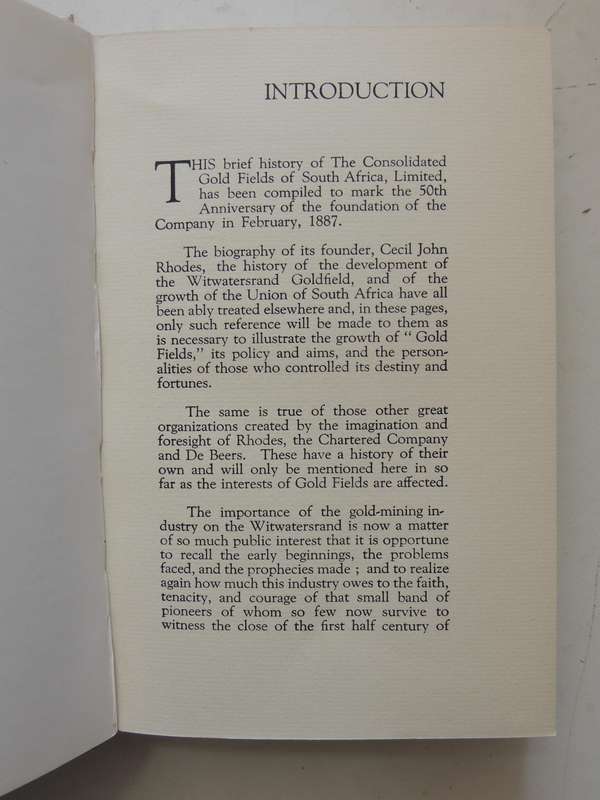 INTRODUCTION
THIS brief history of The Consolidated
Gold Fields of South Africa, Limited,
has been compiled to mark the 50th
Anniversary of the foundation of the
Company in February, 1887.
The biography of its founder, Cecil John
Rhodes, the history of the development of
the Witwatersrand Goldfield, and of the
growth of the Union of South Africa have all
been ably treated elsewhere and, in these pages,
only such reference will be made to them as
is necessary to illustrate the growth of “ Gold
Fields,” its policy and aims, and the person-
alities of those who controlled its destiny and
fortunes.
The same is true of those other great
organizations created by the imagination and
foresight of Rhodes, the Chartered Company
and De Beers. These have a history of their
own and will only be mentioned here in so
far as the interests of Gold Fields are affected.
The importance of the gold-mining in-
dustry on the Witwatersrand is now a matter
of so much public interest that it is opportune
to recall the early beginnings, the problems
faced, and the prophecies made ; and to realize
again how much this industry owes to the faith,
tenacity, and courage of that small band of
pioneers of whom so few now survive to
witness the close of the first half century of